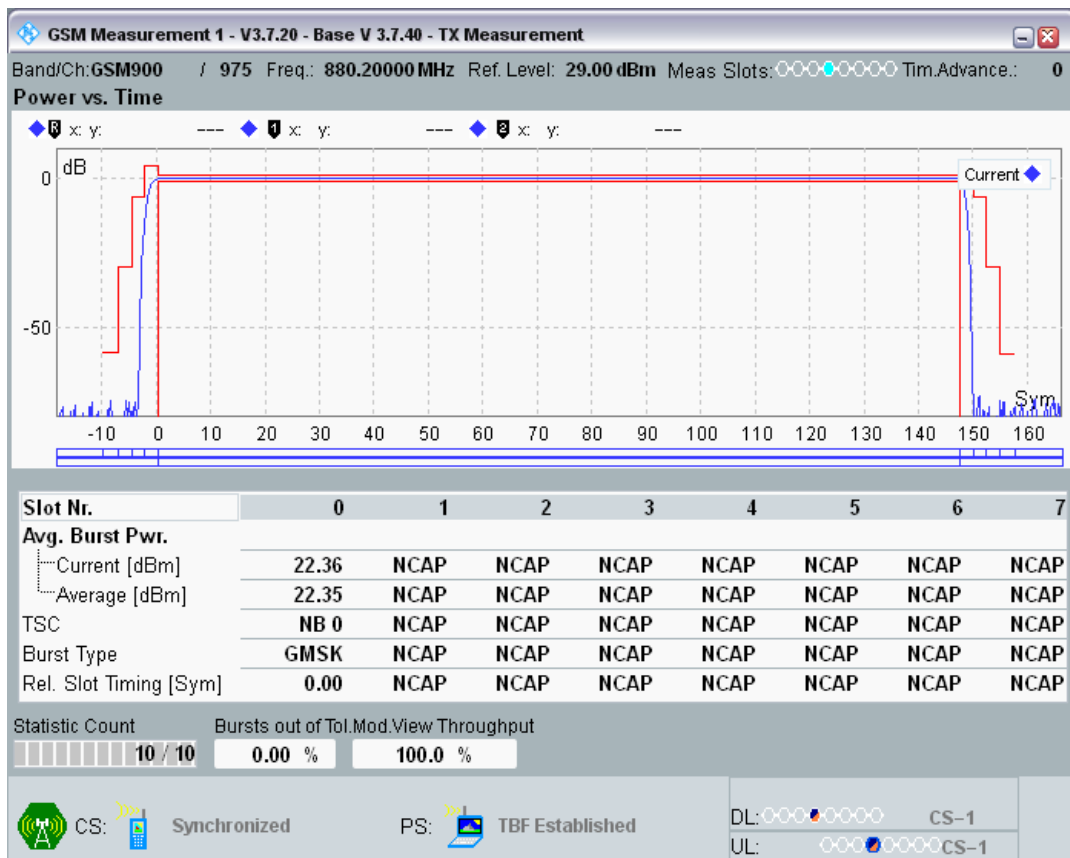 GSM Measurement 1 - V3.7.20 - Base V 3.7.40 - TX Measurement
Band/Ch:GSM900 / 975 Freq.: 880.20000 MHz Ref. Level: 29.00 dBm Meas Slots: Tim.Advance.: 0
Power vs. Time
R x: y: --- 1 x: y: --- 2 x: y: ---
dB
0
Current
-50
Sym
-10 0 10 20 30 40 50 60 70 80 90 100 110 120 130 140 150 160
Slot Nr. 0 1 2 3 4 5 6 7
Avg. Burst Pwr.
Current [dBm] 22.36 NCAP NCAP NCAP NCAP NCAP NCAP NCAP
Average [dBm] 22.35 NCAP NCAP NCAP NCAP NCAP NCAP NCAP
TSC NB 0 NCAP NCAP NCAP NCAP NCAP NCAP NCAP
Burst Type GMSK NCAP NCAP NCAP NCAP NCAP NCAP NCAP
Rel. Slot Timing [Sym] 0.00 NCAP NCAP NCAP NCAP NCAP NCAP NCAP
Statistic Count Bursts out of Tol. Mod.View Throughput
10 / 10 0.00 % 100.0 %
CS: Synchronized PS: TBF Established
DL: CS-1
UL: CS-1